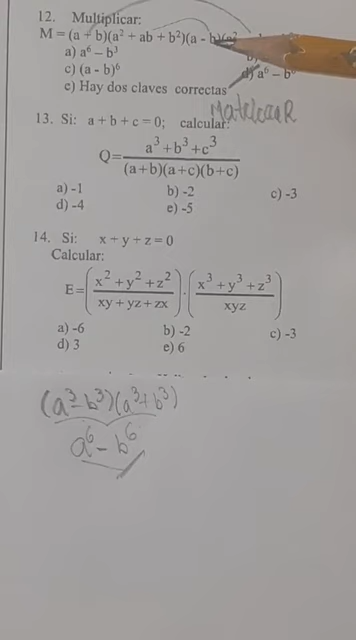 12. Multiplicar:
M = (a + b)(a² + ab + b²)(a - b)(a²
a) a⁶ – b³
c) (a - b)⁶ d) a⁶ – b⁶
e) Hay dos claves correctas
13. Si: a + b + c = 0; calcular:
Q = (a³ + b³ + c³) / ((a+b)(a+c)(b+c))
a) -1 b) -2 c) -3
d) -4 e) -5
14. Si: x + y + z = 0
Calcular:
E = ((x² + y² + z²) / (xy + yz + zx)) · ((x³ + y³ + z³) / xyz)
a) -6 b) -2 c) -3
d) 3 e) 6
(a³ - b³)(a³ + b³)
a⁶ – b⁶